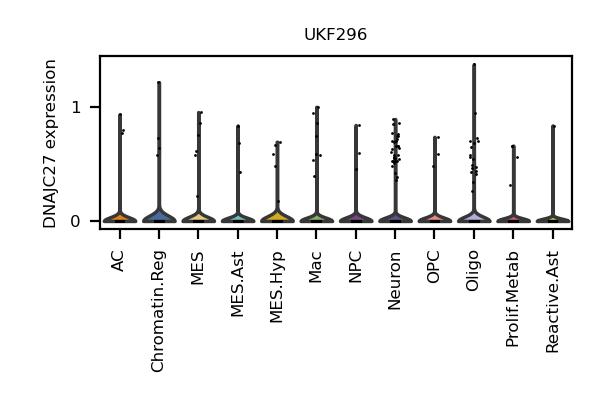 UKF296
DNAJC27 expression
1
0
AC
Chromatin.Reg
MES
MES.Ast
MES.Hyp
Mac
NPC
Neuron
OPC
Oligo
Prolif.Metab
Reactive.Ast